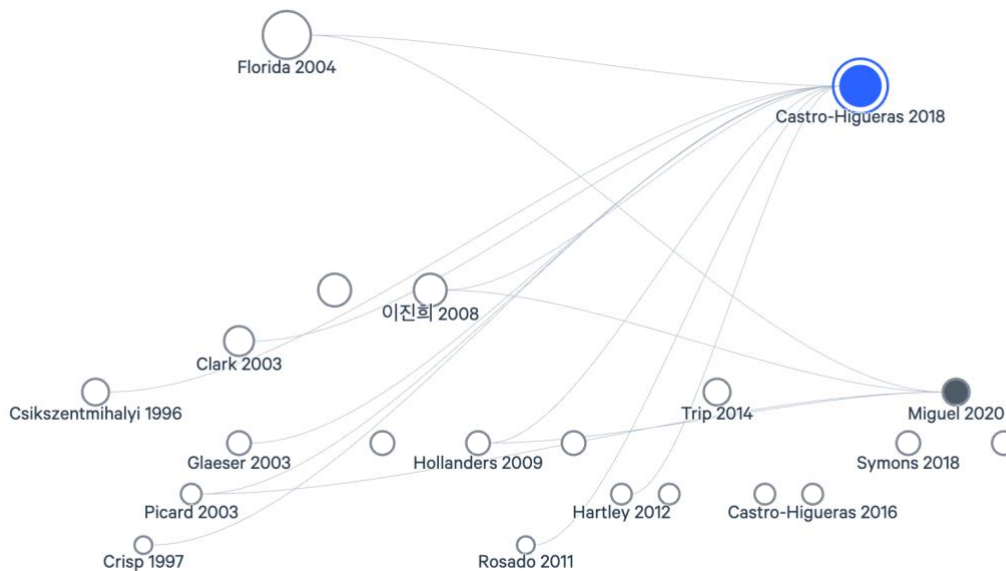 Florida 2004
Castro-Higueras 2018
이진희 2008
Clark 2003
Csikszentmihalyi 1996
Trip 2014
Miguel 2020
Glaeser 2003
Hollanders 2009
Symons 2018
Picard 2003
Hartley 2012
Castro-Higueras 2016
Crisp 1997
Rosado 2011